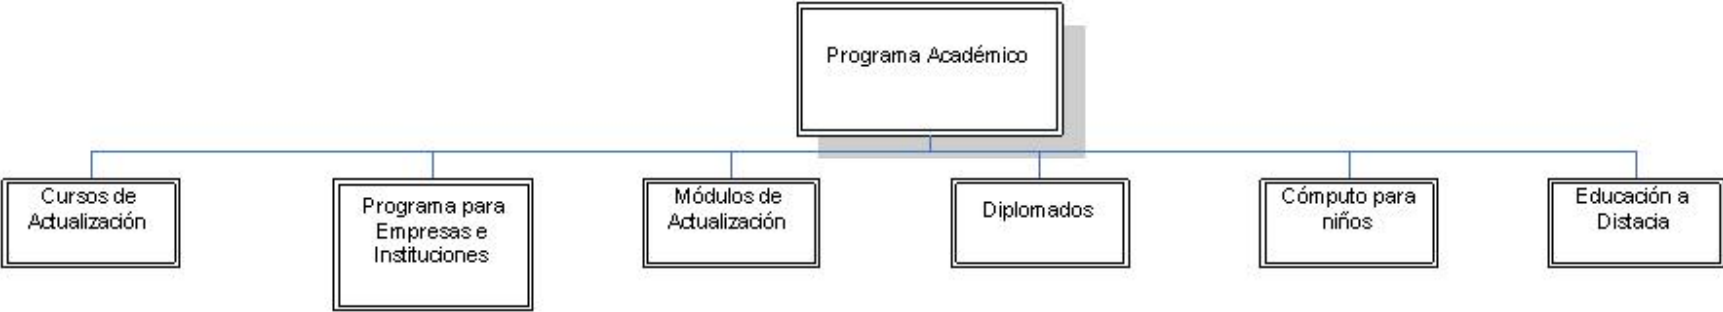 Programa Académico
Cursos de
Actualización
Programa para
Empresas e
Instituciones
Módulos de
Actualización
Diplomados
Cómputo para
niños
Educación a
Distacia